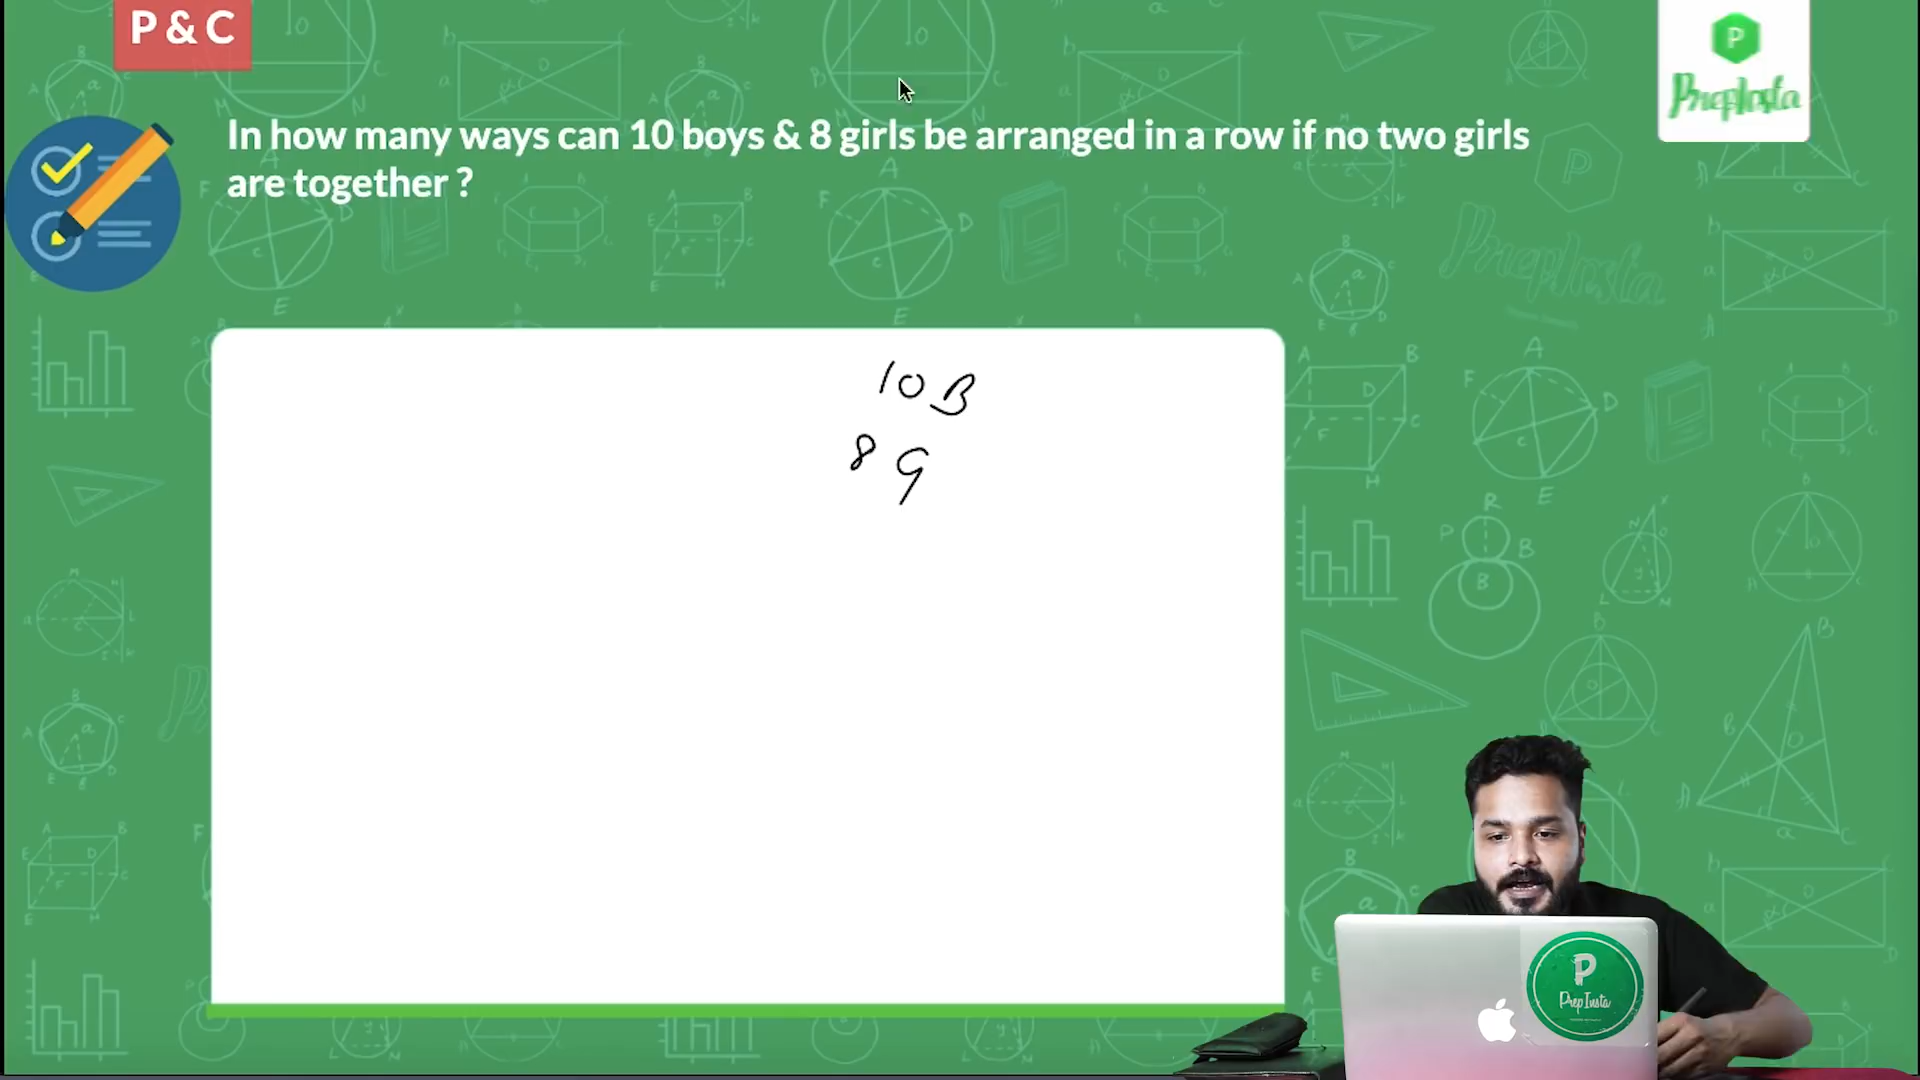 P & C
P
PrepInsta
In how many ways can 10 boys & 8 girls be arranged in a row if no two girls
are together ?
10 B
8 G
P
PrepInsta